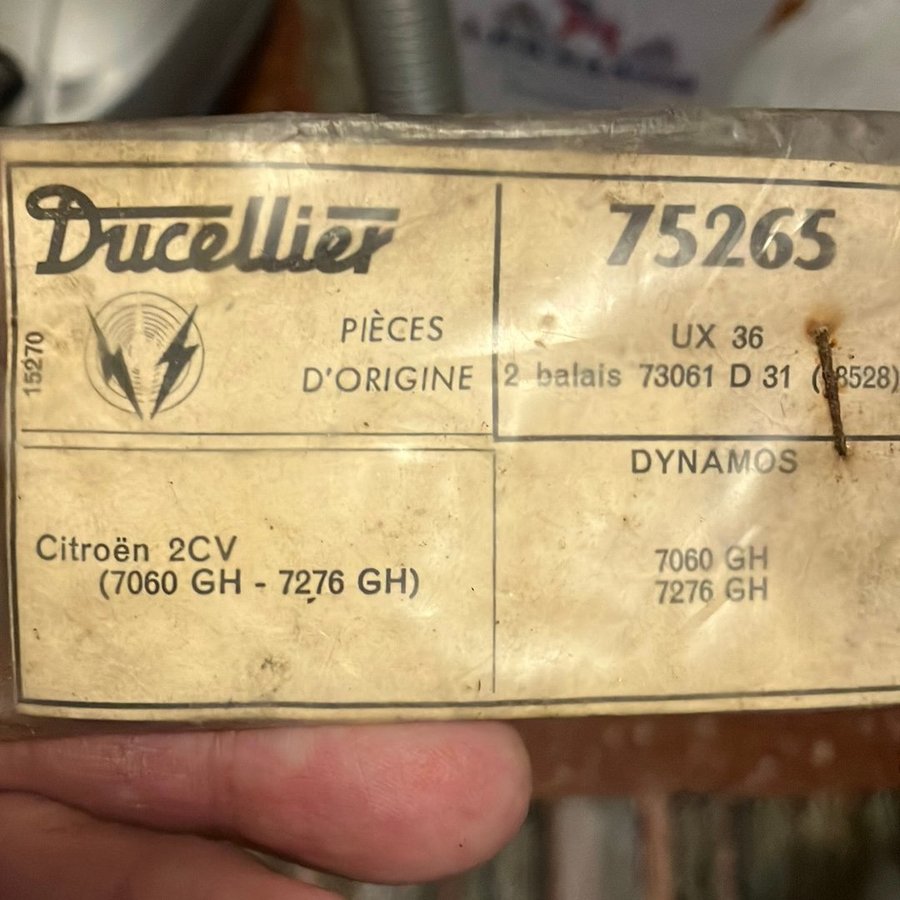 Ducellier
PIÈCES
D'ORIGINE
15270
75265
UX 36
2 balais 73061 D 31
Citroën 2CV
(7060 GH - 7276 GH)
DYNAMOS
7060 GH
7276 GH